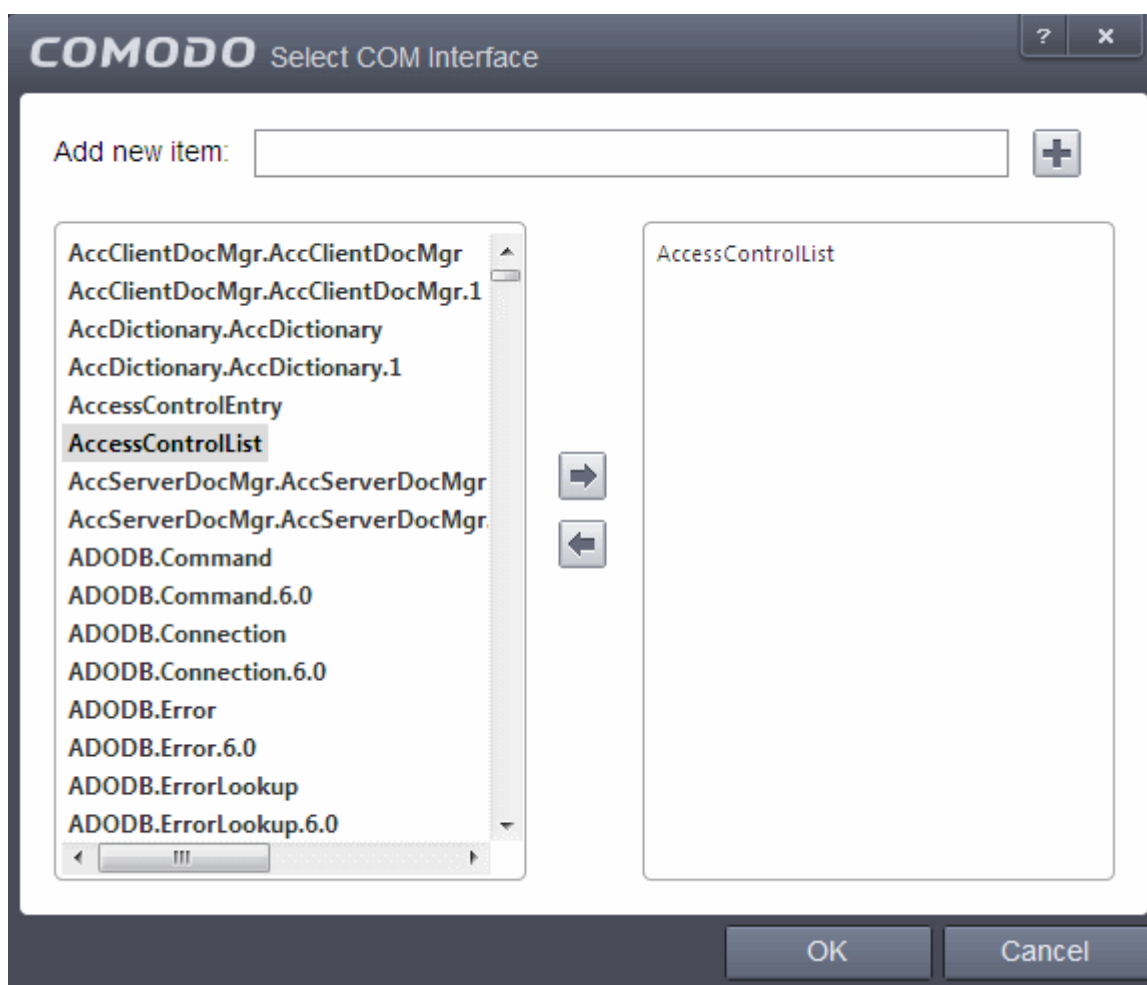 COMODO Select COM Interface
? x
Add new item:
AccClientDocMgr.AccClientDocMgr
AccClientDocMgr.AccClientDocMgr.1
AccDictionary.AccDictionary
AccDictionary.AccDictionary.1
AccessControlEntry
AccessControlList
AccServerDocMgr.AccServerDocMgr
AccServerDocMgr.AccServerDocMgr.
ADODB.Command
ADODB.Command.6.0
ADODB.Connection
ADODB.Connection.6.0
ADODB.Error
ADODB.Error.6.0
ADODB.ErrorLookup
ADODB.ErrorLookup.6.0
AccessControlList
OK Cancel